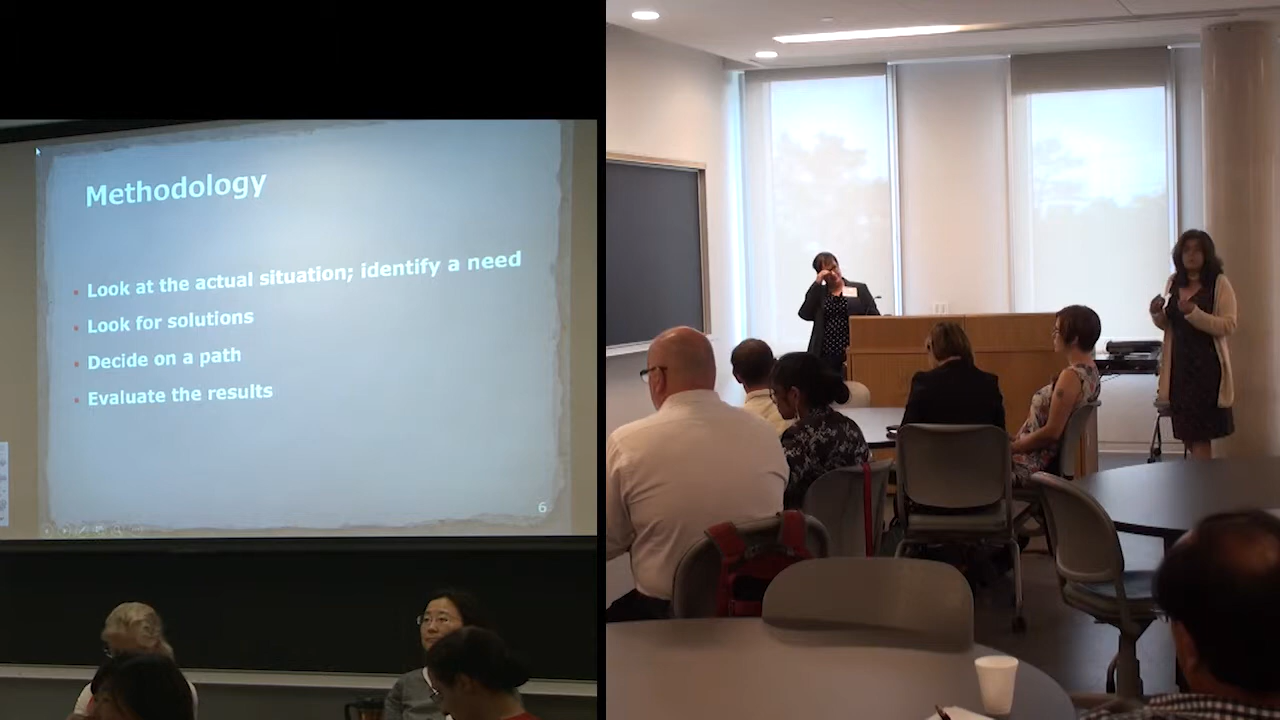 Methodology
Look at the actual situation; identify a need
Look for solutions
Decide on a path
Evaluate the results
6